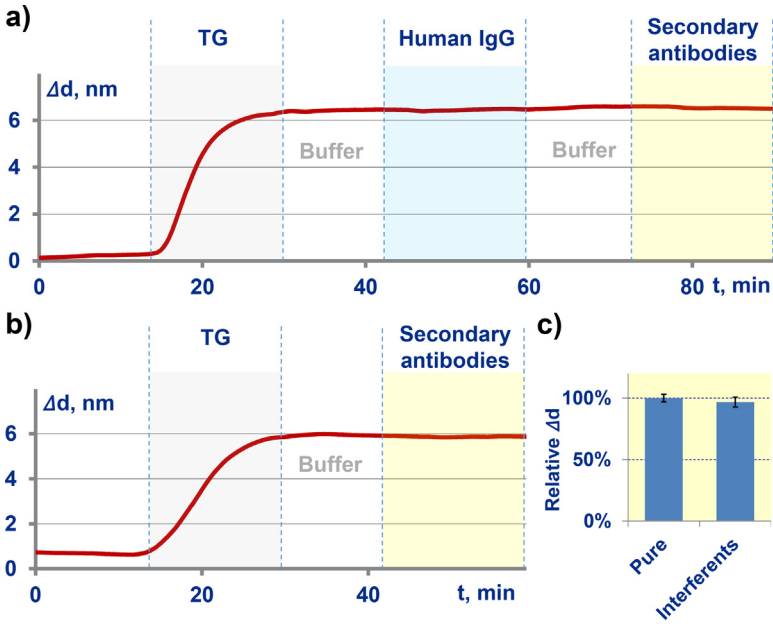 a)
TG
Human IgG
Secondary
antibodies
Δd, nm
6
4
2
0
Buffer
Buffer
0
20
40
60
80
t, min
b)
TG
Secondary
antibodies
Δd, nm
6
4
2
0
Buffer
0
20
40
t, min
c)
Relative Δd
100%
50%
0%
Pure
Interferents